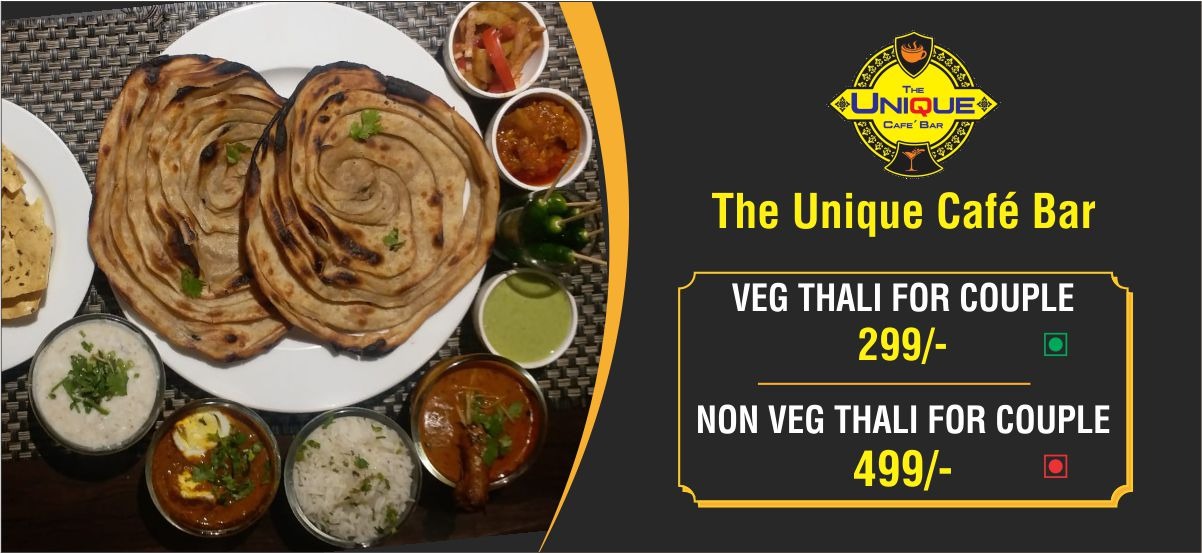 THE
UNIQUE
CAFE' BAR
The Unique Café Bar
VEG THALI FOR COUPLE
299/-
NON VEG THALI FOR COUPLE
499/-